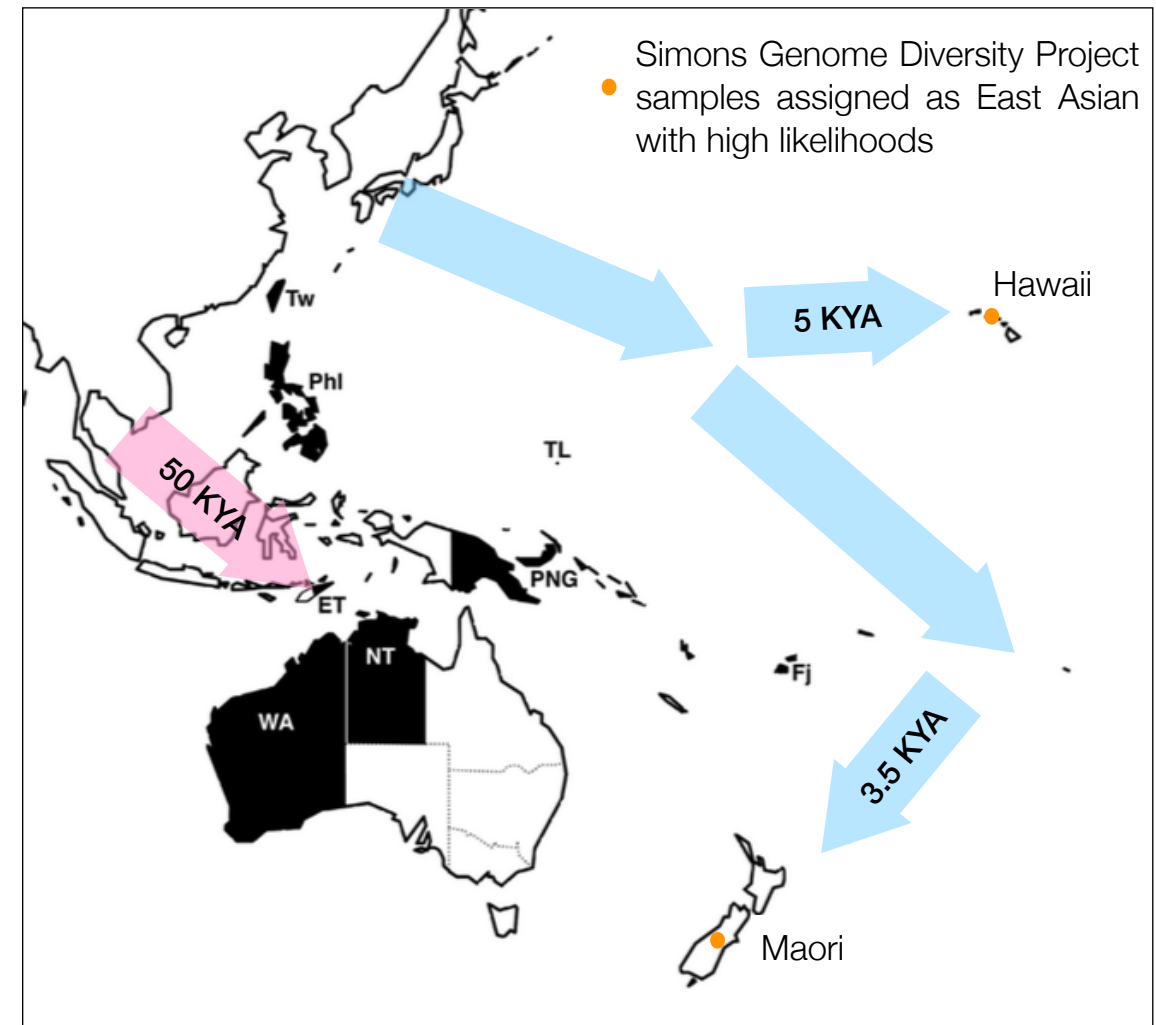 Simons Genome Diversity Project
samples assigned as East Asian
with high likelihoods
Hawaii
5 KYA
Tw
Phl
TL
50 KYA
PNG
ET
NT
Fj
WA
3.5 KYA
Maori